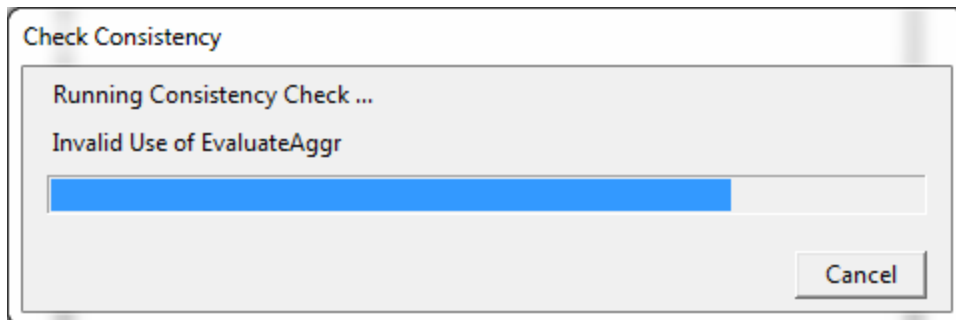 Check Consistency
Running Consistency Check ...
Invalid Use of EvaluateAggr
Cancel